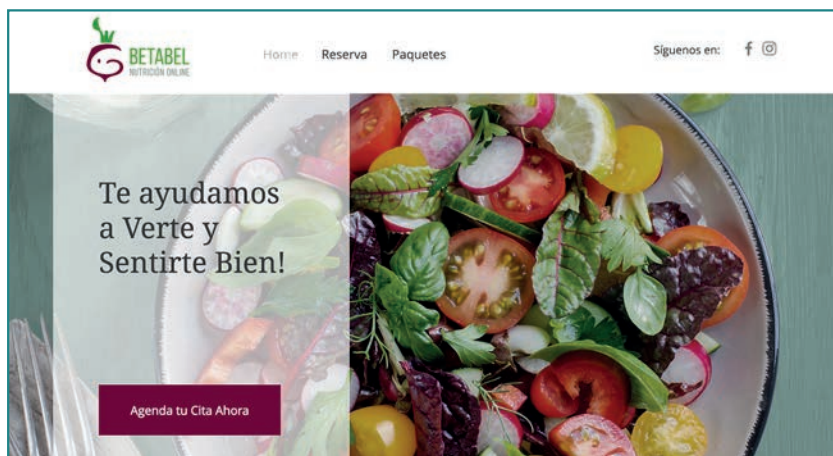 BETABEL
NUTRICIÓN ONLINE
Home Reserva Paquetes
Síguenos en:
Te ayudamos
a Verte y
Sentirte Bien!
Agenda tu Cita Ahora